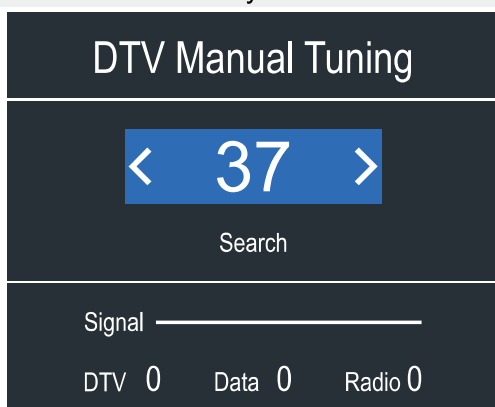 DTV Manual Tuning
< 37 >
Search
Signal
DTV 0 Data 0 Radio 0